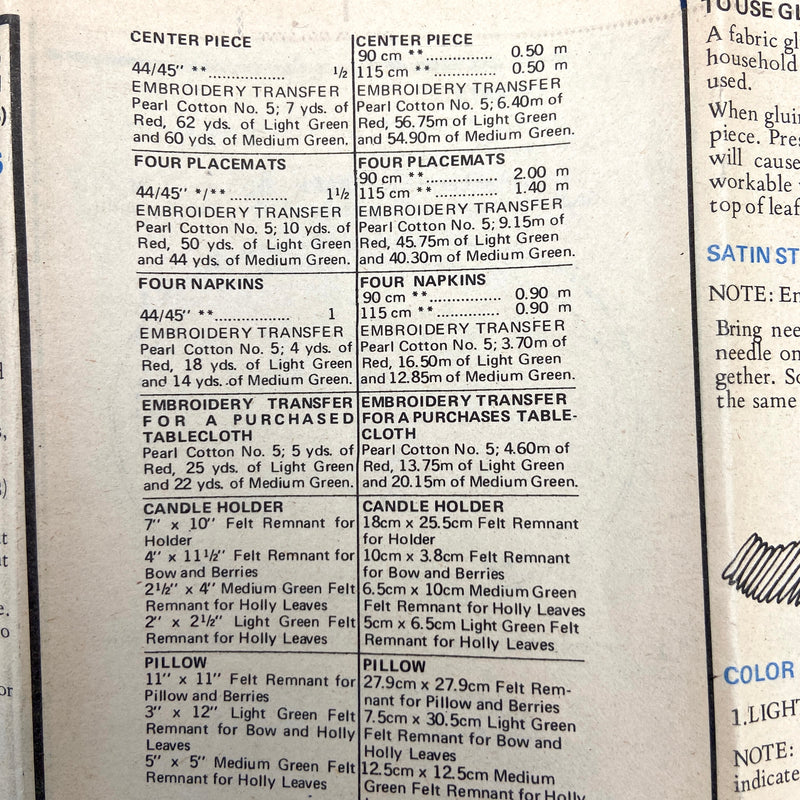 CENTER PIECE
44/45" ** .............. 1/2
EMBROIDERY TRANSFER
Pearl Cotton No. 5; 7 yds. of
Red, 62 yds. of Light Green
and 60 yds. of Medium Green.
FOUR PLACEMATS
44/45" */** ............ 1 1/2
EMBROIDERY TRANSFER
Pearl Cotton No. 5; 10 yds. of
Red, 50 yds. of Light Green
and 44 yds. of Medium Green.
FOUR NAPKINS
44/45" ** .............. 1
EMBROIDERY TRANSFER
Pearl Cotton No. 5; 4 yds. of
Red, 18 yds. of Light Green
and 14 yds. of Medium Green.
EMBROIDERY TRANSFER
FOR A PURCHASED
TABLECLOTH
Pearl Cotton No. 5; 5 yds. of
Red, 25 yds. of Light Green
and 22 yds. of Medium Green.
CANDLE HOLDER
7" x 10" Felt Remnant for
Holder
4" x 11 1/2" Felt Remnant for
Bow and Berries
2 1/2" x 4" Medium Green Felt
Remnant for Holly Leaves
2" x 2 1/2" Light Green Felt
Remnant for Holly Leaves
PILLOW
11" x 11" Felt Remnant for
Pillow and Berries
3" x 12" Light Green Felt
Remnant for Bow and Holly
Leaves
5" x 5" Medium Green Felt
Remnant for Holly Leaves
CENTER PIECE
90 cm ** .............. 0.50 m
115 cm ** ............. 0.50 m
EMBROIDERY TRANSFER
Pearl Cotton No. 5; 6.40m of
Red, 56.75m of Light Green
and 54.90m of Medium Green.
FOUR PLACEMATS
90 cm ** .............. 2.00 m
115 cm ** ............. 1.40 m
EMBROIDERY TRANSFER
Pearl Cotton No. 5; 9.15m of
Red, 45.75m of Light Green
and 40.30m of Medium Green.
FOUR NAPKINS
90 cm ** .............. 0.90 m
115 cm ** ............. 0.90 m
EMBROIDERY TRANSFER
Pearl Cotton No. 5; 3.70m of
Red, 16.50m of Light Green
and 12.85m of Medium Green.
EMBROIDERY TRANSFER
FOR A PURCHASES TABLE-
CLOTH
Pearl Cotton No. 5; 4.60m of
Red, 13.75m of Light Green
and 20.15m of Medium Green.
CANDLE HOLDER
18cm x 25.5cm Felt Remnant
for Holder
10cm x 3.8cm Felt Remnant
for Bow and Berries
6.5cm x 10cm Medium Green
Felt Remnant for Holly Leaves
5cm x 6.5cm Light Green Felt
Remnant for Holly Leaves
PILLOW
27.9cm x 27.9cm Felt Rem-
nant for Pillow and Berries
7.5cm x 30.5cm Light Green
Felt Remnant for Bow and
Holly Leaves
12.5cm x 12.5cm Medium
Green Felt Remnant for Holly
TO USE GL
A fabric gl
household
used.
When gluin
piece. Pres
will cause
workable
top of leaf
SATIN ST
NOTE: Em
Bring nee
needle on
gether. So
the same
COLOR
1. LIGHT
NOTE:
indicate